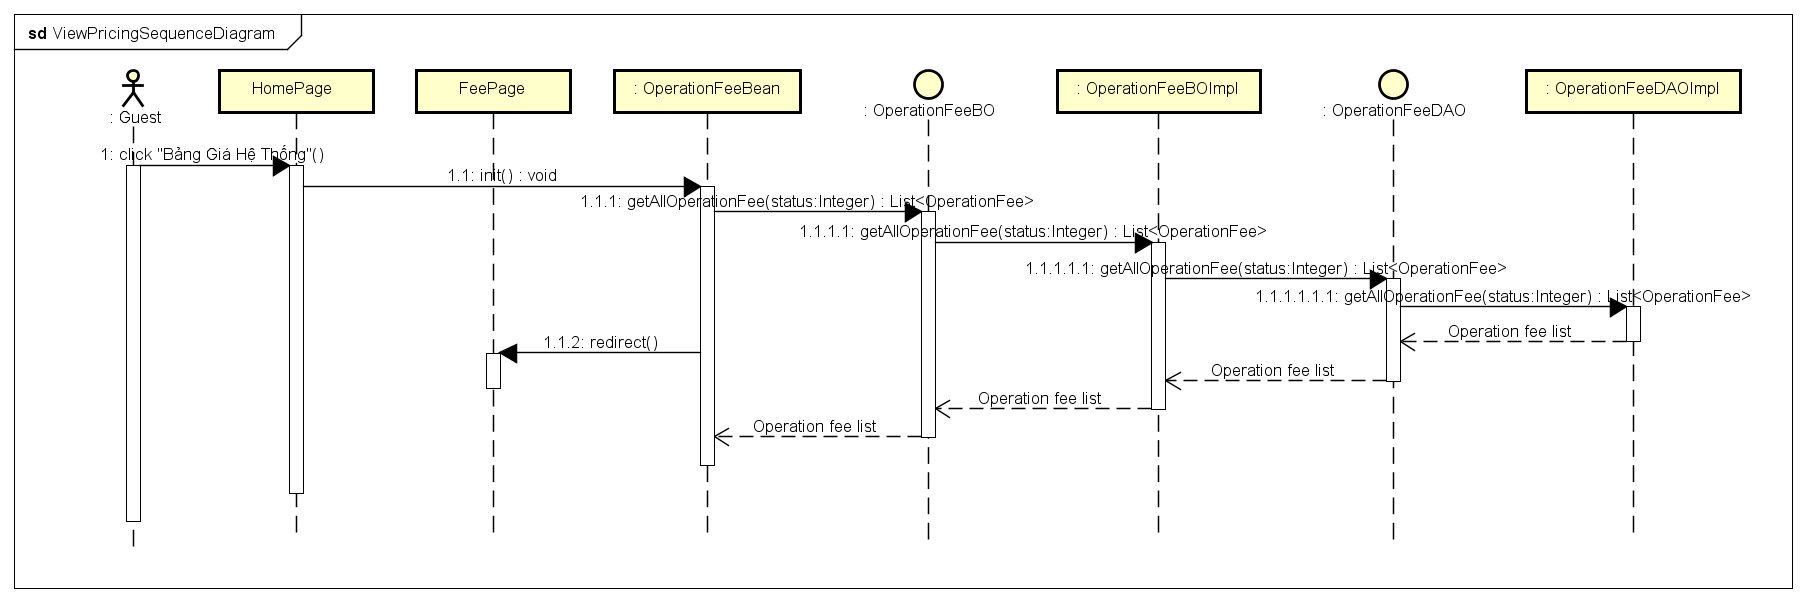 sd ViewPricingSequenceDiagram
HomePage
FeePage
: OperationFeeBean
: OperationFeeBOImpl
: OperationFeeDAOImpl
: Guest
: OperationFeeBO
: OperationFeeDAO
1: click "Bảng Giá Hệ Thống"()
1.1: init() : void
1.1.1: getAllOperationFee(status:Integer) : List<OperationFee>
1.1.1.1: getAllOperationFee(status:Integer) : List<OperationFee>
1.1.1.1.1: getAllOperationFee(status:Integer) : List<OperationFee>
1.1.1.1.1.1: getAllOperationFee(status:Integer) : List<OperationFee>
Operation fee list
1.1.2: redirect()
Operation fee list
Operation fee list
Operation fee list